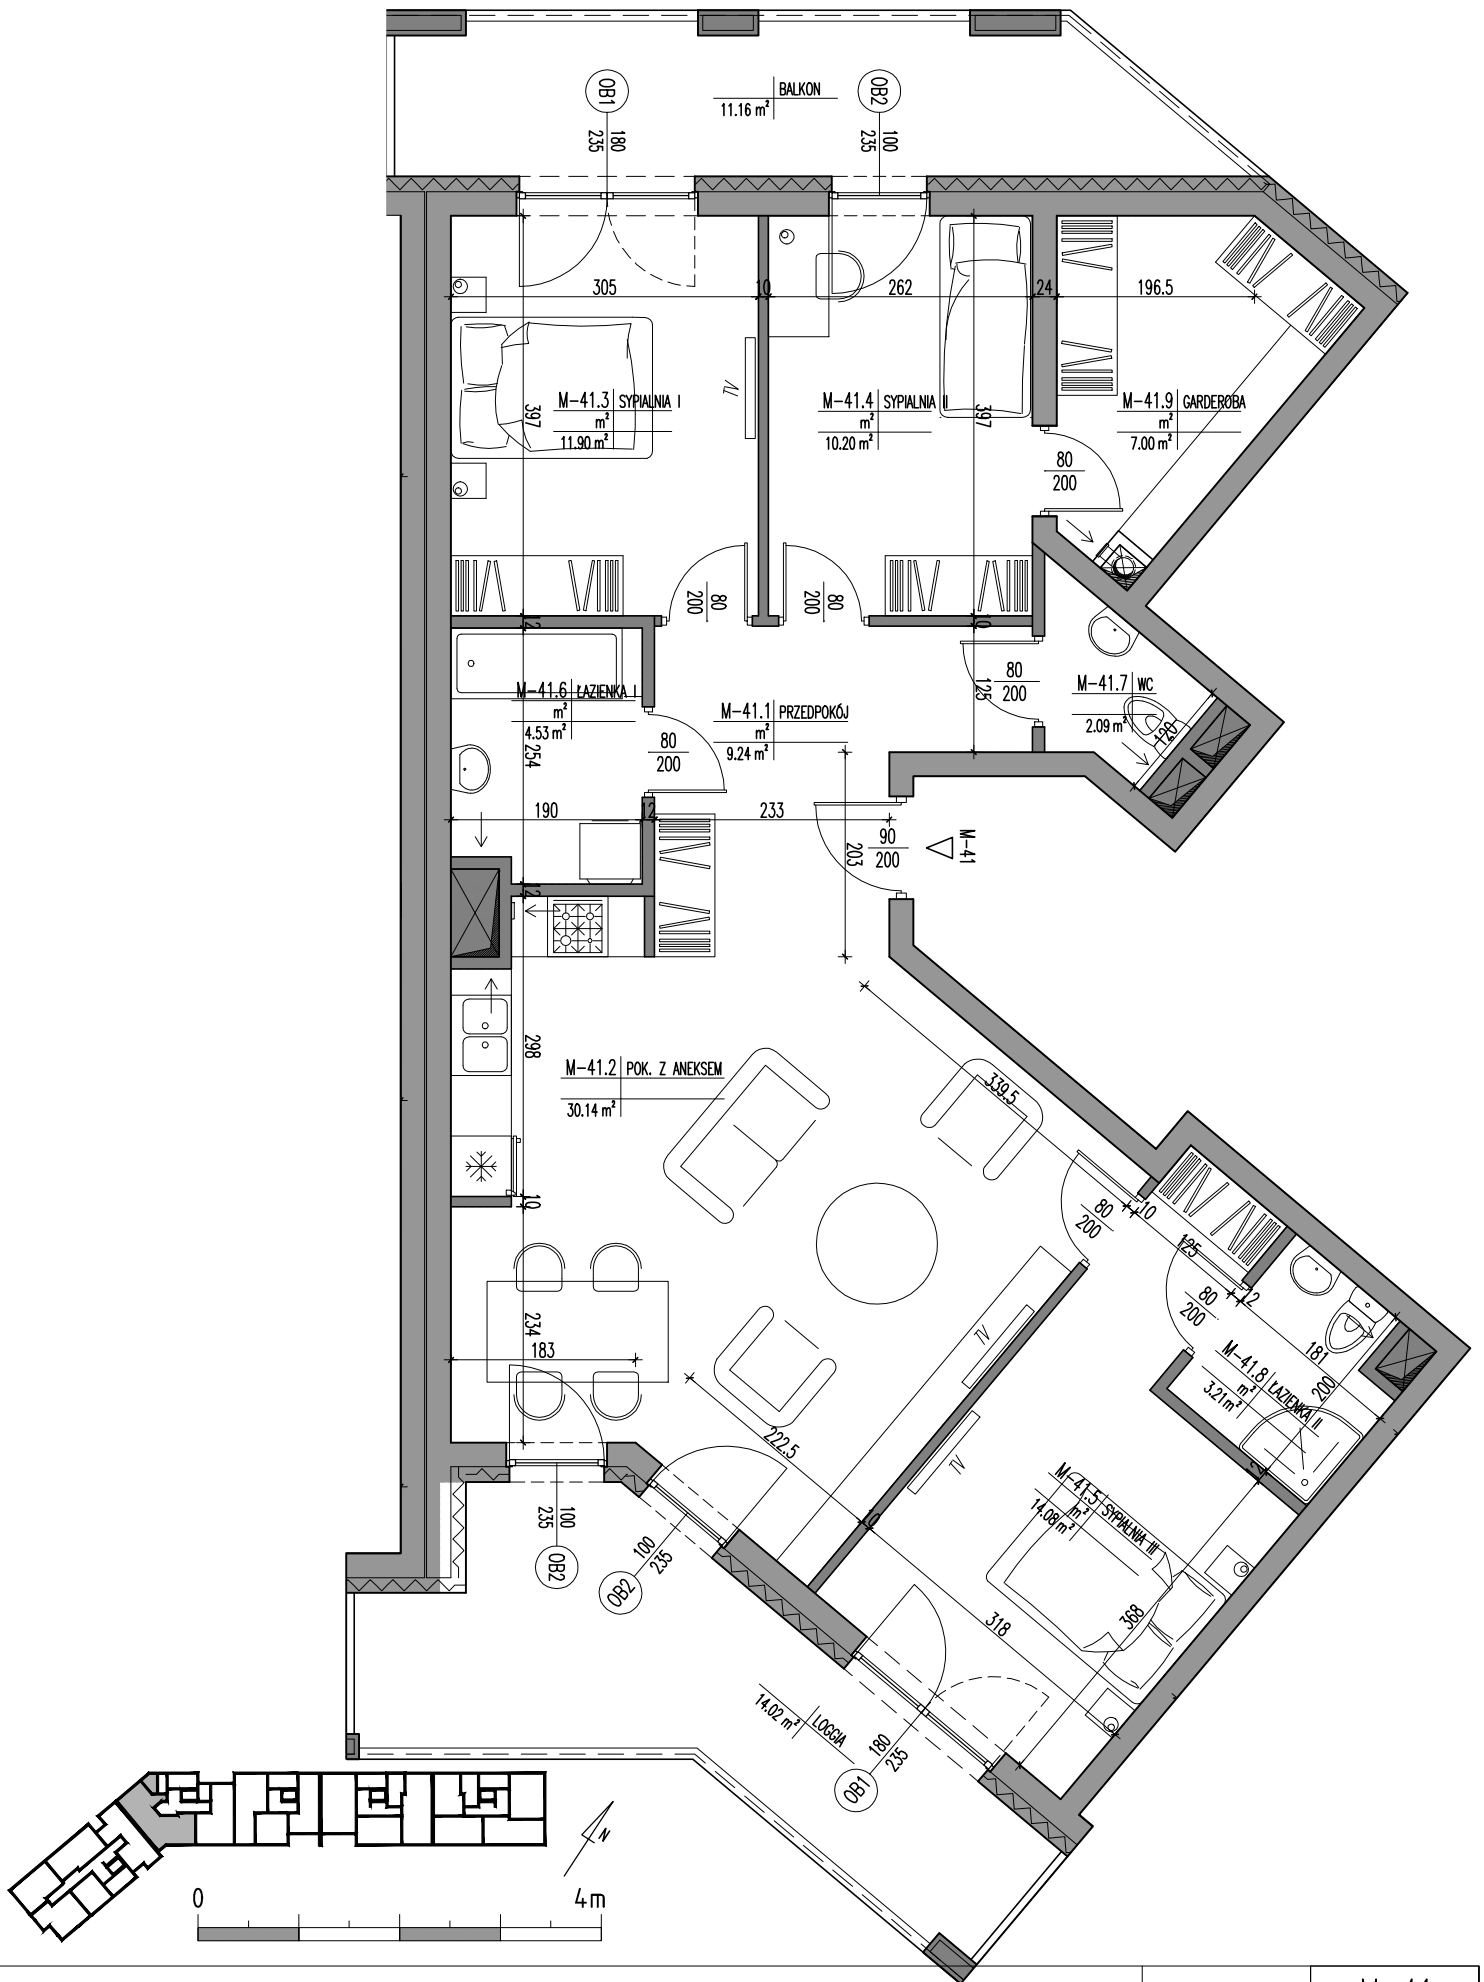 BALKON
11.16 m²
OB1
180
235
OB2
100
235
305
10
262
24
196.5
M-41.3 SYPIALNIA I
m²
11.90 m²
397
TV
M-41.4 SYPIALNIA II
m²
10.20 m²
397
M-41.9 GARDEROBA
m²
7.00 m²
80
200
80
200
80
200
12
10
M-41.6 ŁAZIENKA I
m²
4.53 m²
254
M-41.1 PRZEDPOKÓJ
m²
9.24 m²
80
200
125
80
200
M-41.7 WC
2.09 m²
120
190
12
233
203
90
200
M-41
12
298
M-41.2 POK. Z ANEKSEM
30.14 m²
339.5
10
80
200
10
125
80
200
12
181
200
M-41.8 ŁAZIENKA II
m²
3.21 m²
234
183
TV
222.5
TV
10
12
M-41.5 SYPIALNIA III
m²
14.08 m²
368
318
100
235
OB2
100
235
OB2
180
235
OB1
LOGGIA
14.02 m²
N
0
4m